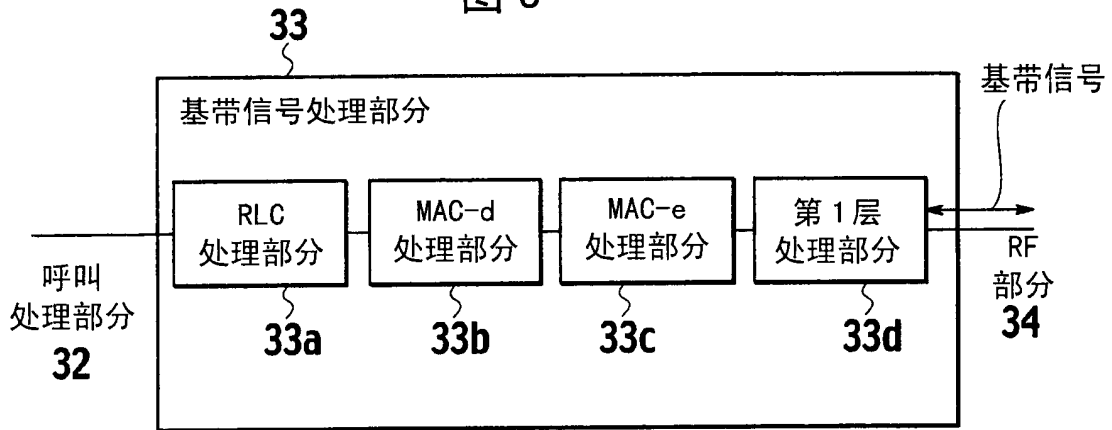 33
基带信号处理部分
基带信号
RLC
处理部分
MAC-d
处理部分
MAC-e
处理部分
第1层
处理部分
呼叫
处理部分
32
33a
33b
33c
33d
RF
部分
34